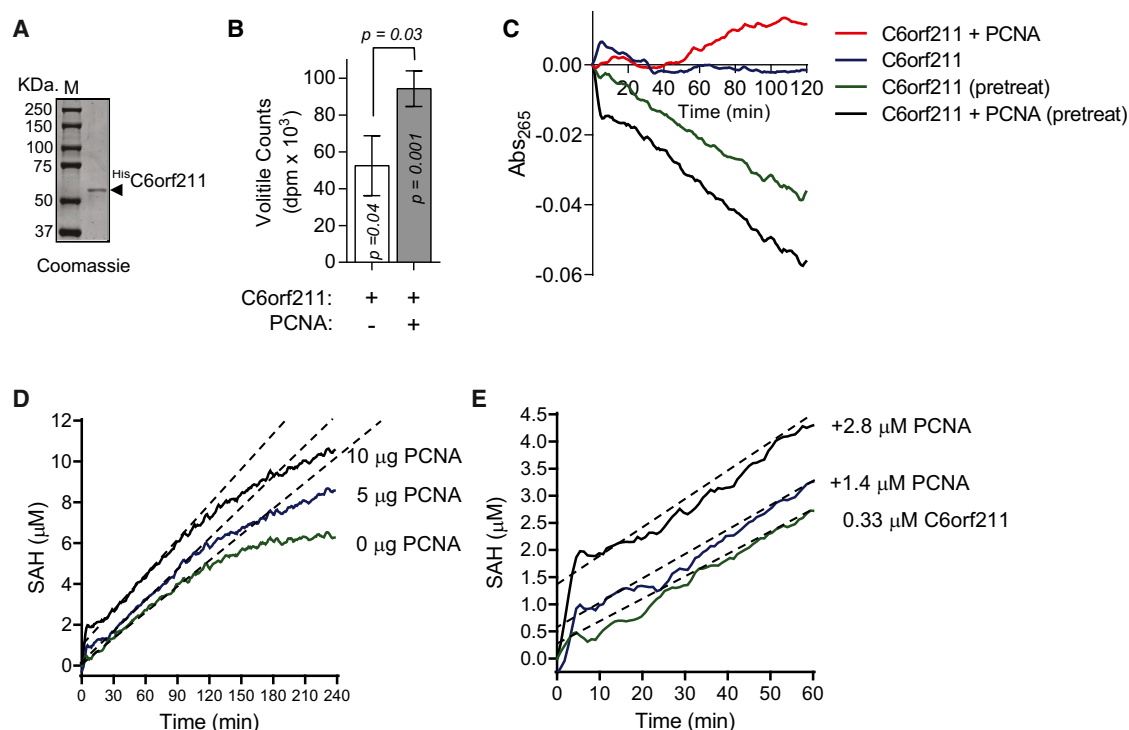 A
KDa. M
250
150
100
75
50
37
HisC6orf211
Coomassie
B
p = 0.03
Volitile Counts
(dpm x 10³)
100
80
60
40
20
0
p =0.04
p = 0.001
C6orf211: + +
PCNA: - +
C
Abs265
0.00
-0.02
-0.04
-0.06
20 40 60 80 100 120
Time (min)
C6orf211 + PCNA
C6orf211
C6orf211 (pretreat)
C6orf211 + PCNA (pretreat)
D
SAH (μM)
12
10
8
6
4
2
0
0 30 60 90 120 150 180 210 240
Time (min)
10 μg PCNA
5 μg PCNA
0 μg PCNA
E
SAH (μM)
4.5
4.0
3.5
3.0
2.5
2.0
1.5
1.0
0.5
0.0
0 10 20 30 40 50 60
Time (min)
+2.8 μM PCNA
+1.4 μM PCNA
0.33 μM C6orf211